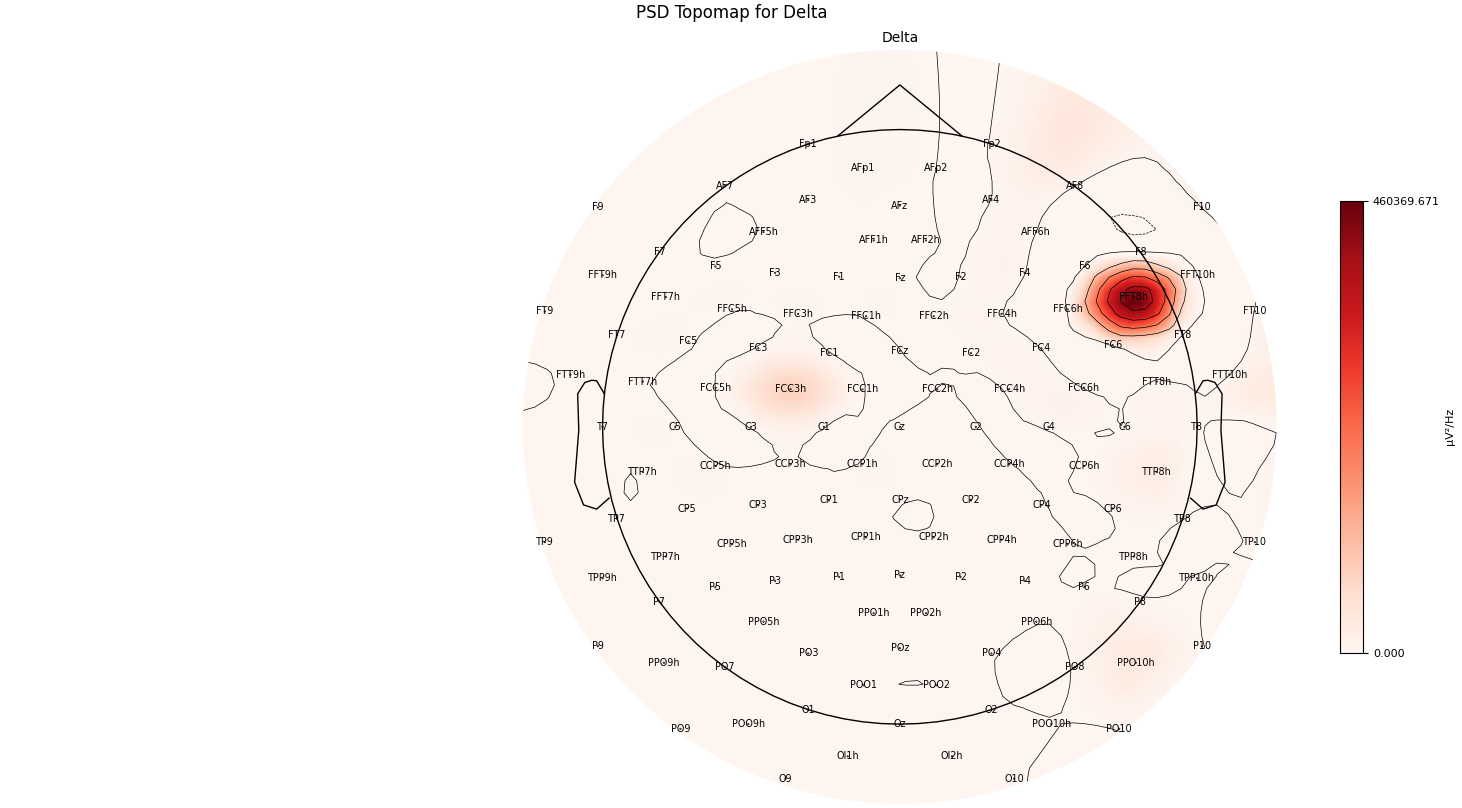 PSD Topomap for Delta
Delta
Fp1 Fp2
AFp1 AFp2
AF7 AF8
AF3 AFz AF4
F9 F10
AFF5h AFF1h AFF2h AFF6h
F7 F8
F5 F6
FFT9h F3 F1 Fz F2 F4 FFT10h
FFT7h FFT8h
FT9 FFC5h FFC3h FFC1h FFC2h FFC4h FFC6h FT10
FT7 FT8
FC5 FC3 FC1 FCz FC2 FC4 FC6
FTT9h FTT10h
FTT7h FCC5h FCC3h FCC1h FCC2h FCC4h FCC6h FTT8h
T7 C5 C3 C1 Cz C2 C4 C6 T8
TTP7h CCP5h CCP3h CCP1h CCP2h CCP4h CCP6h TTP8h
CP5 CP3 CP1 CPz CP2 CP4 CP6
TP7 TP8
TP9 CPP5h CPP3h CPP1h CPP2h CPP4h CPP6h TP10
TPP7h TPP8h
TPP9h P5 P3 P1 Pz P2 P4 P6 TPP10h
P7 P8
PPO5h PPO1h PPO2h PPO6h
P9 PO3 POz PO4 P10
PPO9h PO7 PO8 PPO10h
POO1 POO2
O1 O2
PO9 POO9h Oz POO10h PO10
OI1h OI2h
O9 O10
460369.671
µV²/Hz
0.000